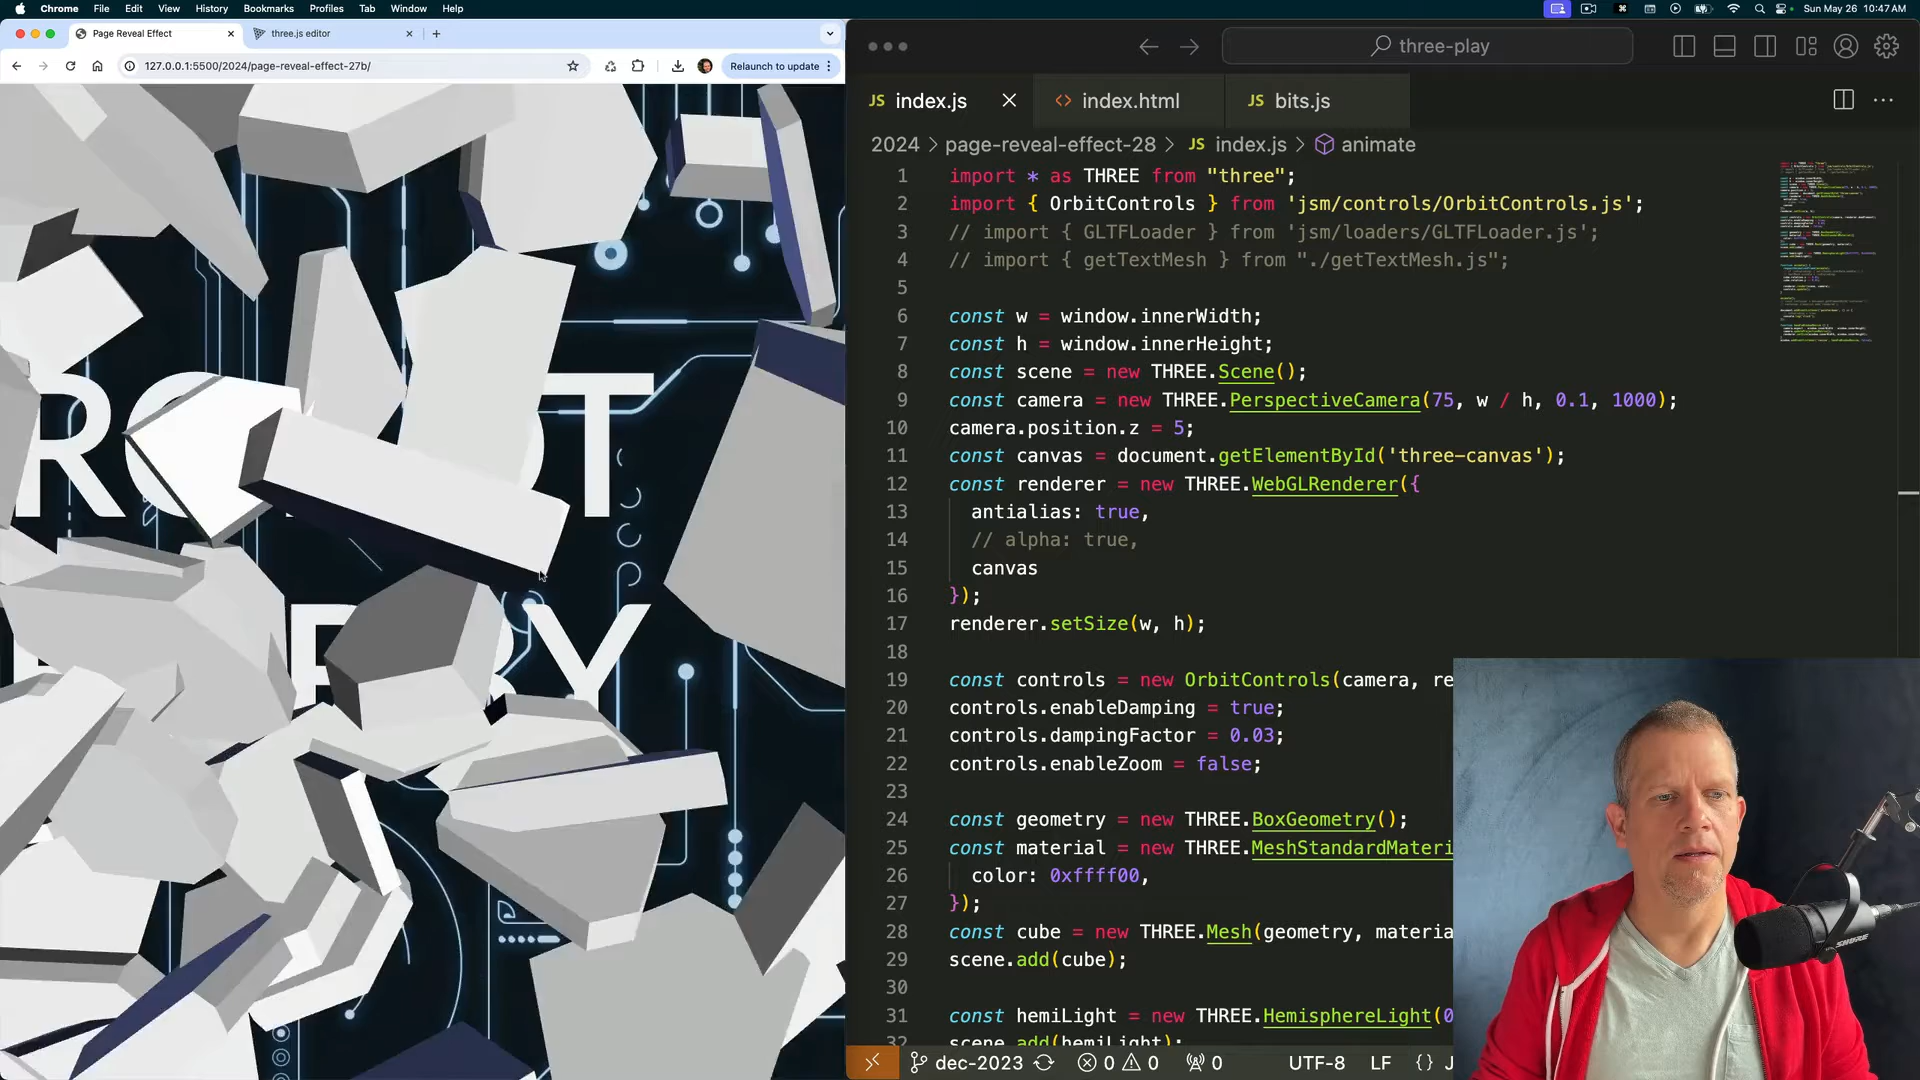 Chrome File Edit View History Bookmarks Profiles Tab Window Help
Sun May 26 10:47 AM
Page Reveal Effect
three.js editor
127.0.0.1:5500/2024/page-reveal-effect-27b/
Relaunch to update
three-play
JS index.js
<> index.html
JS bits.js
2024 > page-reveal-effect-28 > JS index.js > animate
1 import * as THREE from "three";
2 import { OrbitControls } from 'jsm/controls/OrbitControls.js';
3 // import { GLTFLoader } from 'jsm/loaders/GLTFLoader.js';
4 // import { getTextMesh } from "./getTextMesh.js";
5
6 const w = window.innerWidth;
7 const h = window.innerHeight;
8 const scene = new THREE.Scene();
9 const camera = new THREE.PerspectiveCamera(75, w / h, 0.1, 1000);
10 camera.position.z = 5;
11 const canvas = document.getElementById('three-canvas');
12 const renderer = new THREE.WebGLRenderer({
13 antialias: true,
14 // alpha: true,
15 canvas
16 });
17 renderer.setSize(w, h);
18
19 const controls = new OrbitControls(camera, re
20 controls.enableDamping = true;
21 controls.dampingFactor = 0.03;
22 controls.enableZoom = false;
23
24 const geometry = new THREE.BoxGeometry();
25 const material = new THREE.MeshStandardMateri
26 color: 0xffff00,
27 });
28 const cube = new THREE.Mesh(geometry, materia
29 scene.add(cube);
30
31 const hemiLight = new THREE.HemisphereLight(0
32 scene.add(hemiLight);
dec-2023 0 0 0 UTF-8 LF {} J
SHURE